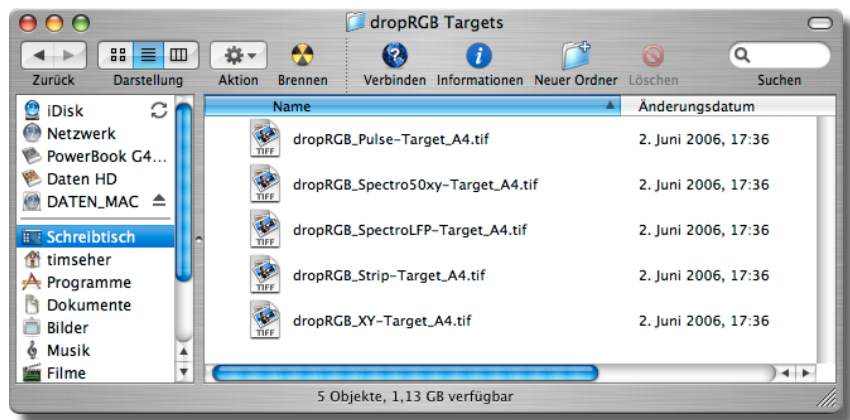 dropRGB Targets
Zurück Darstellung Aktion Brennen Verbinden Informationen Neuer Ordner Löschen Suchen
iDisk
Netzwerk
PowerBook G4...
Daten HD
DATEN_MAC
Schreibtisch
timseher
Programme
Dokumente
Bilder
Musik
Filme
Name Änderungsdatum
TIFF dropRGB_Pulse-Target_A4.tif 2. Juni 2006, 17:36
TIFF dropRGB_Spectro50xy-Target_A4.tif 2. Juni 2006, 17:36
TIFF dropRGB_SpectroLFP-Target_A4.tif 2. Juni 2006, 17:36
TIFF dropRGB_Strip-Target_A4.tif 2. Juni 2006, 17:36
TIFF dropRGB_XY-Target_A4.tif 2. Juni 2006, 17:36
5 Objekte, 1,13 GB verfügbar